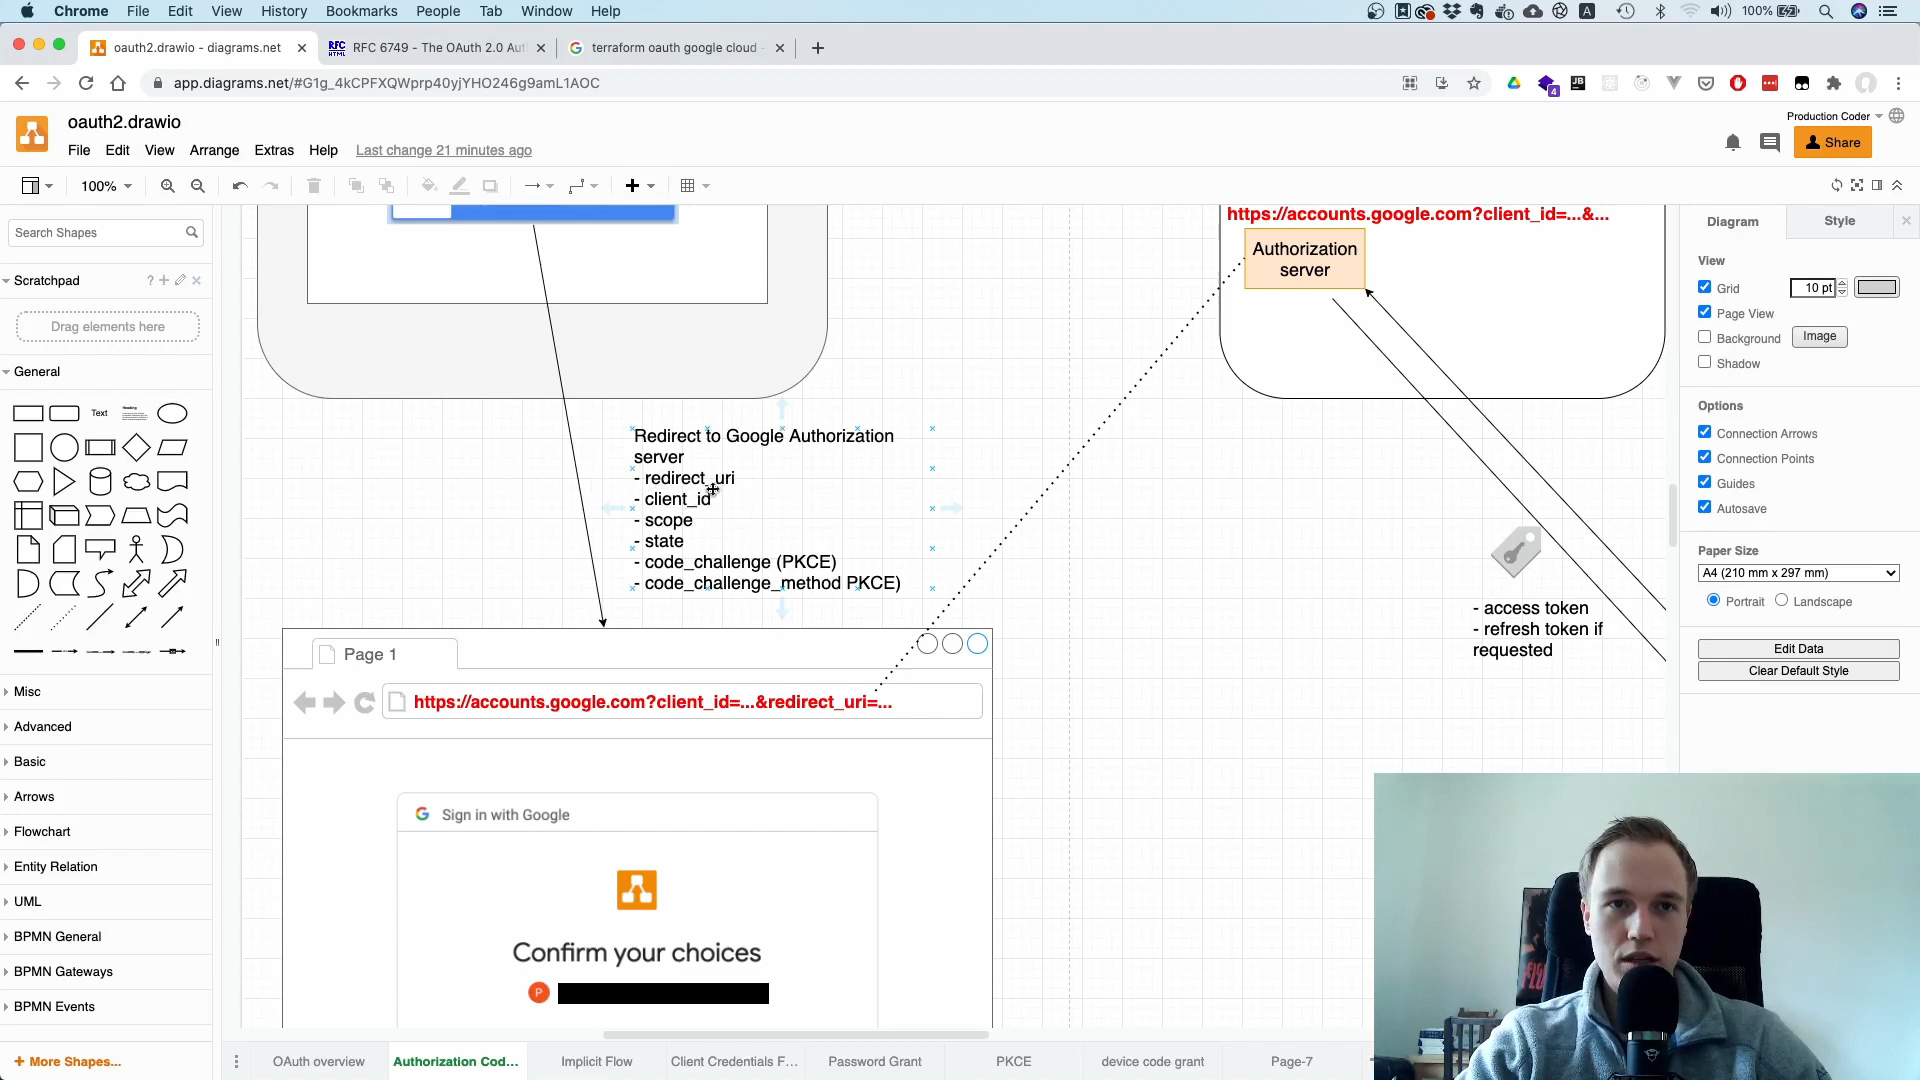 Chrome File Edit View History Bookmarks People Tab Window Help
100%
oauth2.drawio - diagrams.net
RFC 6749 - The OAuth 2.0 Aut
terraform oauth google cloud -
app.diagrams.net/#G1g_4kCPFXQWprp40yjYHO246g9amL1AOC
oauth2.drawio
Production Coder
File Edit View Arrange Extras Help Last change 21 minutes ago
Share
100%
Search Shapes
Scratchpad
Drag elements here
General
Text
Heading
Misc
Advanced
Basic
Arrows
Flowchart
Entity Relation
UML
BPMN General
BPMN Gateways
BPMN Events
+ More Shapes...
https://accounts.google.com?client_id=...&...
Authorization
server
Redirect to Google Authorization
server
- redirect_uri
- client_id
- scope
- state
- code_challenge (PKCE)
- code_challenge_method PKCE)
- access token
- refresh token if
requested
Page 1
https://accounts.google.com?client_id=...&redirect_uri=...
Sign in with Google
Confirm your choices
P
Diagram Style
View
Grid 10 pt
Page View
Background Image
Shadow
Options
Connection Arrows
Connection Points
Guides
Autosave
Paper Size
A4 (210 mm x 297 mm)
Portrait Landscape
Edit Data
Clear Default Style
OAuth overview Authorization Cod... Implicit Flow Client Credentials F... Password Grant PKCE device code grant Page-7